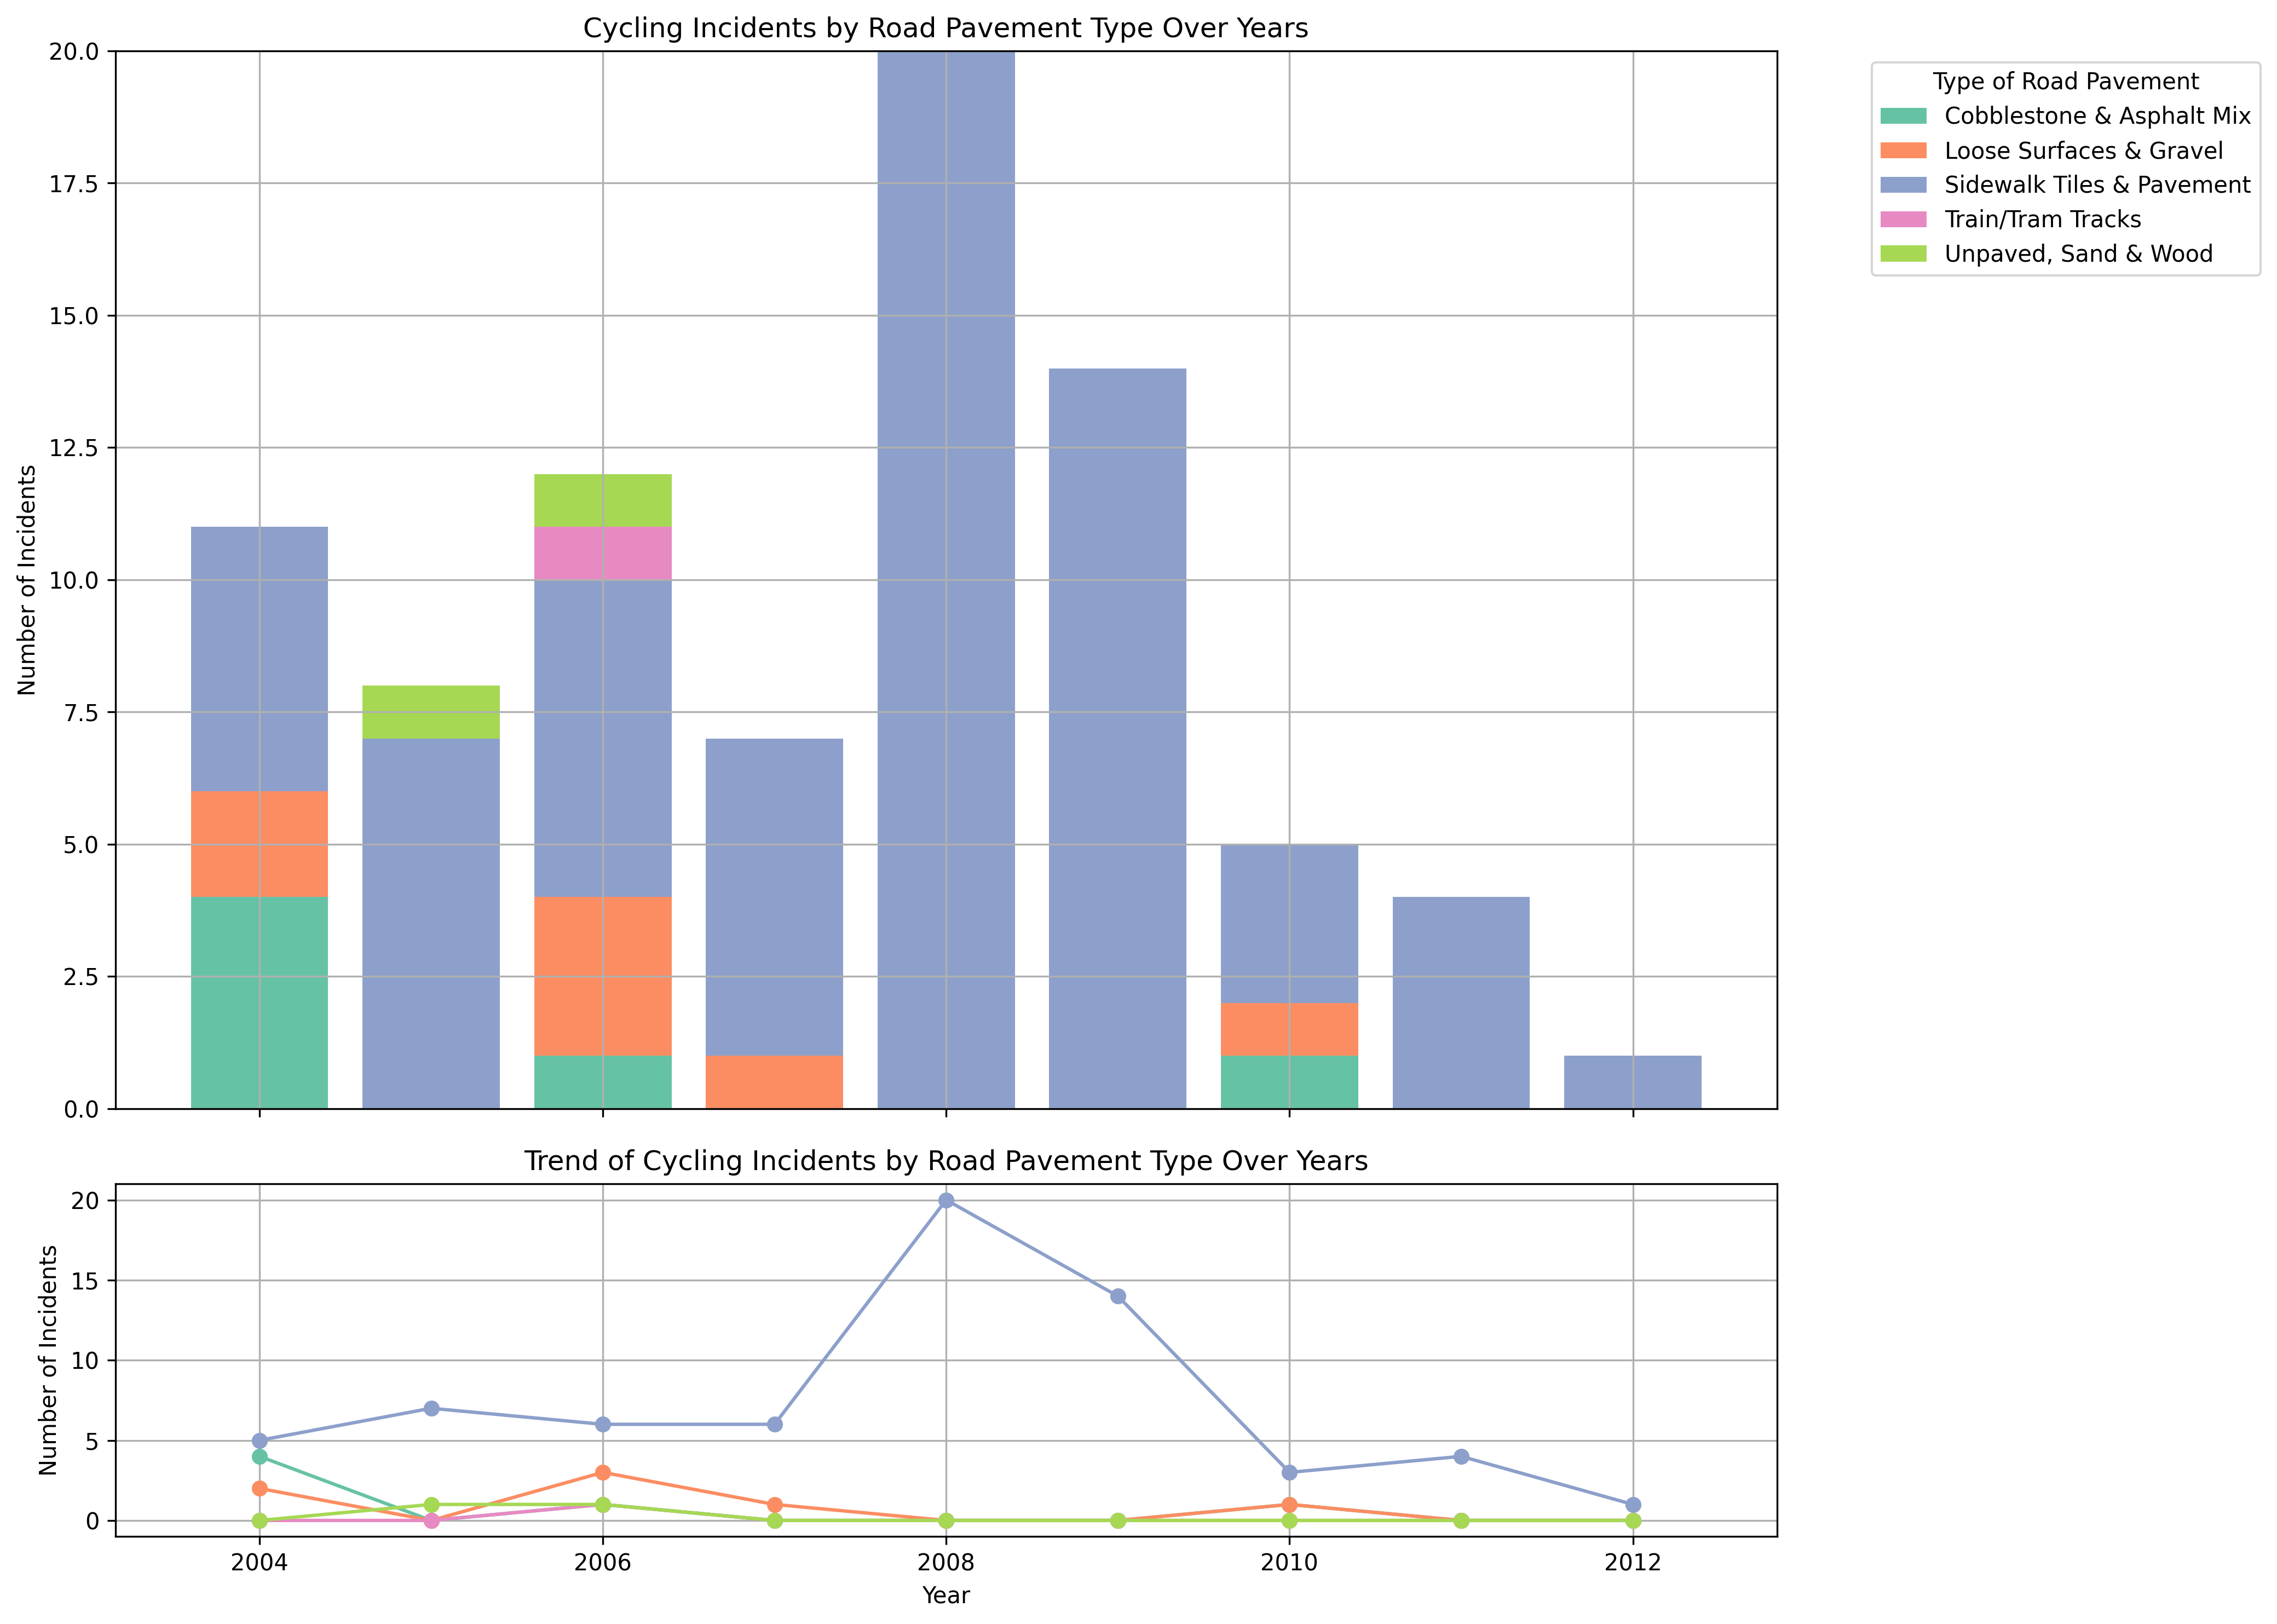 Cycling Incidents by Road Pavement Type Over Years
20.0
17.5
15.0
12.5
10.0
7.5
5.0
2.5
0.0
Number of Incidents
Type of Road Pavement
Cobblestone & Asphalt Mix
Loose Surfaces & Gravel
Sidewalk Tiles & Pavement
Train/Tram Tracks
Unpaved, Sand & Wood
Trend of Cycling Incidents by Road Pavement Type Over Years
20
15
10
5
0
Number of Incidents
2004 2006 2008 2010 2012
Year